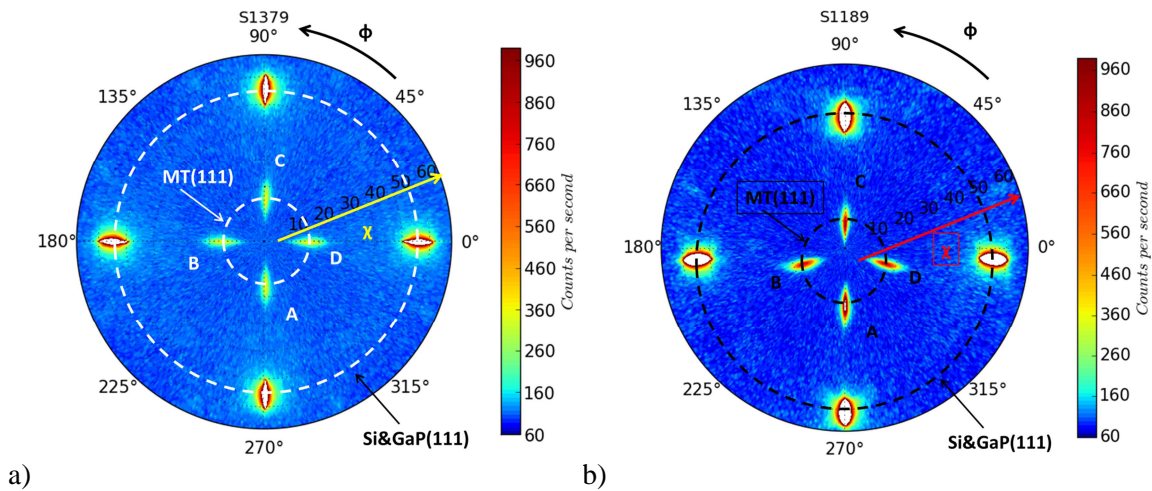 S1379
90°
ϕ
135°
45°
C
MT(111)
10 20 30 40 50 60
χ
180°
0°
B
D
A
225°
315°
Si&GaP(111)
270°
960
860
760
660
560
460
360
260
160
60
Counts per second
a)
S1189
90°
ϕ
135°
45°
C
MT(111)
10 20 30 40 50 60
χ
180°
0°
B
D
A
225°
315°
Si&GaP(111)
270°
960
860
760
660
560
460
360
260
160
60
Counts per second
b)